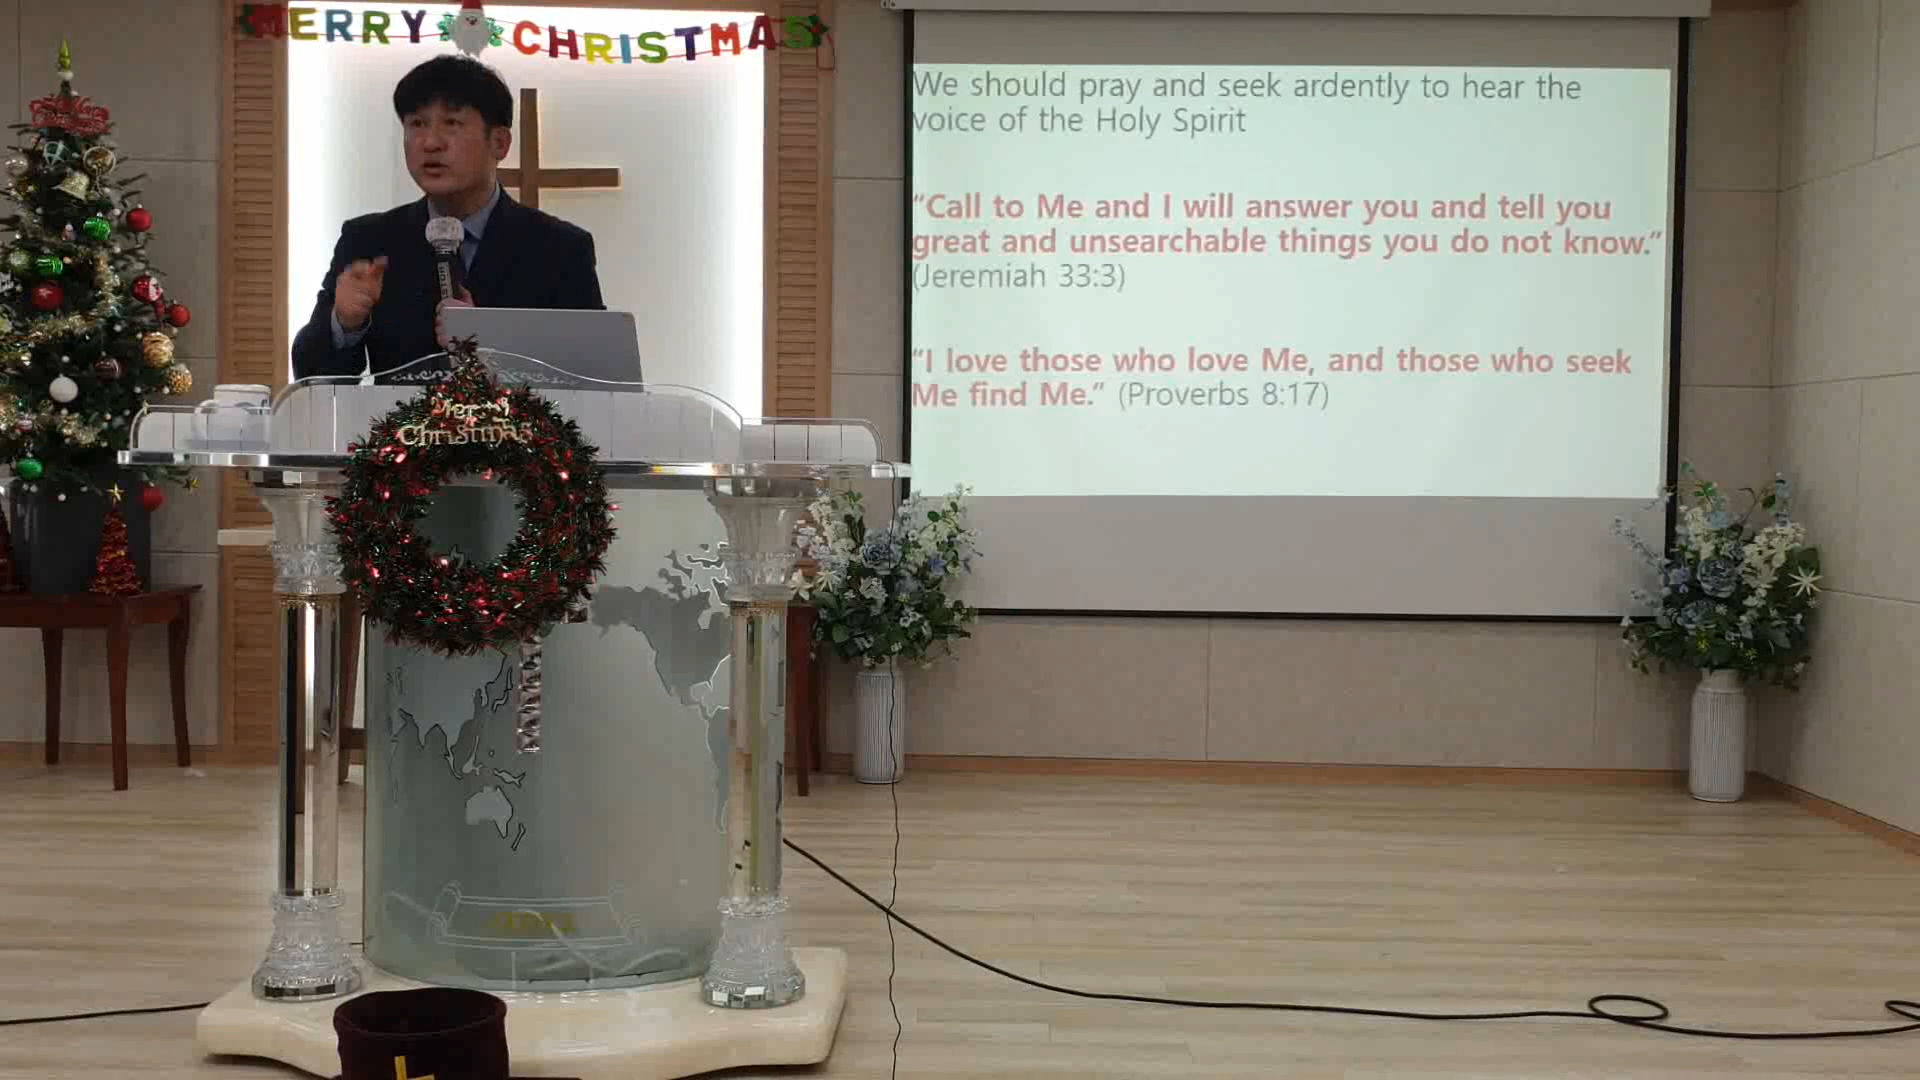 MERRY CHRISTMAS
We should pray and seek ardently to hear the
voice of the Holy Spirit
“Call to Me and I will answer you and tell you
great and unsearchable things you do not know.”
(Jeremiah 33:3)
“I love those who love Me, and those who seek
Me find Me.” (Proverbs 8:17)
Merry
Christmas